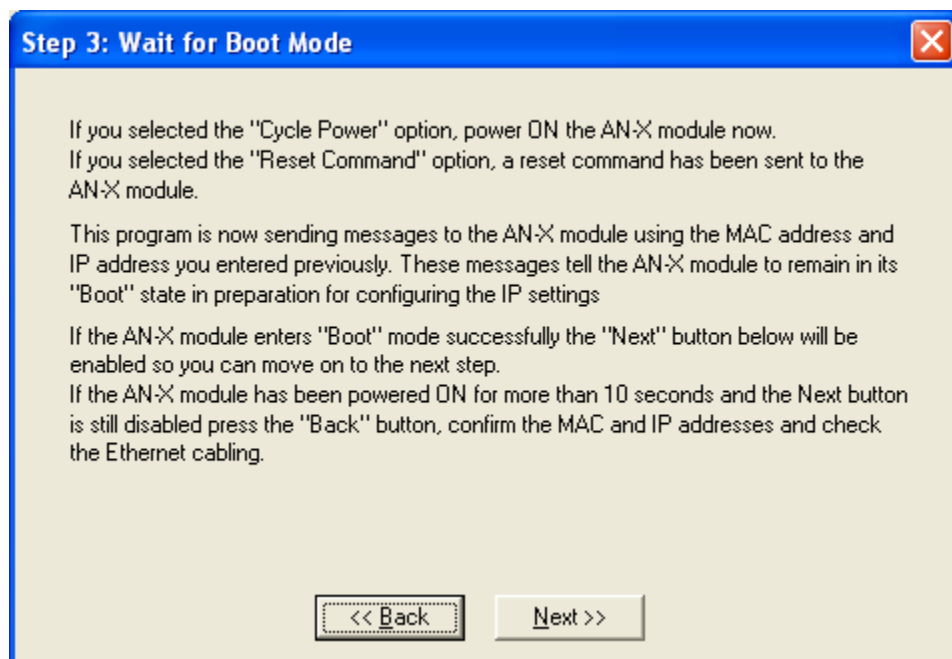 Step 3: Wait for Boot Mode
If you selected the "Cycle Power" option, power ON the AN-X module now.
If you selected the "Reset Command" option, a reset command has been sent to the
AN-X module.
This program is now sending messages to the AN-X module using the MAC address and
IP address you entered previously. These messages tell the AN-X module to remain in its
"Boot" state in preparation for configuring the IP settings
If the AN-X module enters "Boot" mode successfully the "Next" button below will be
enabled so you can move on to the next step.
If the AN-X module has been powered ON for more than 10 seconds and the Next button
is still disabled press the "Back" button, confirm the MAC and IP addresses and check
the Ethernet cabling.
<< Back
Next >>